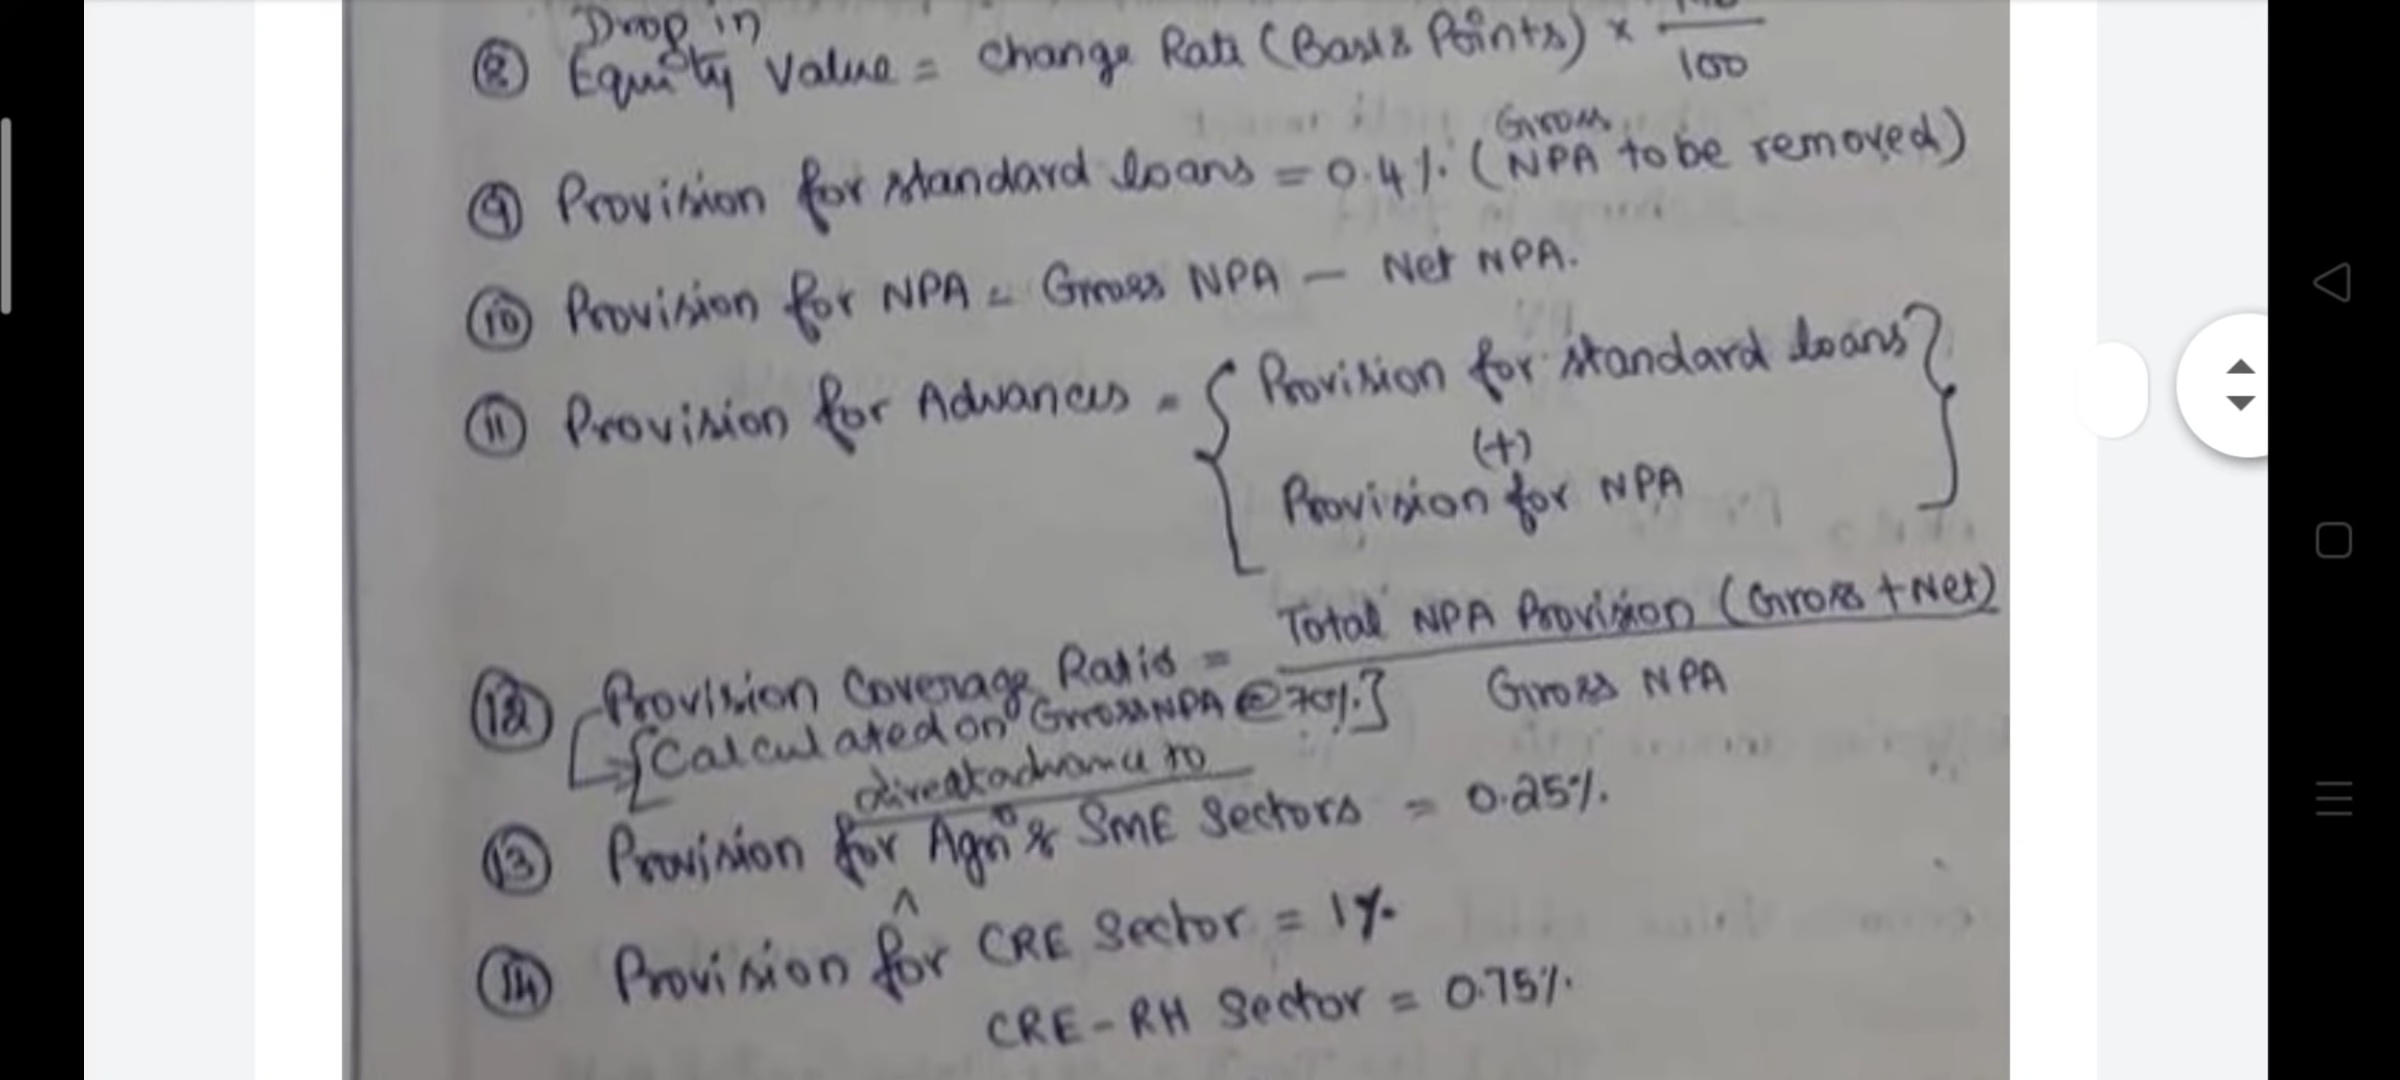 Drop in
⑧ Equity Value = change Rate (Basis Points) × 
100
Gross
⑨ Provision for standard loans = 0.4% (NPA to be removed)
⑩ Provision for NPA = Gross NPA - Net NPA.
⑪ Provision for Advances = { Provision for standard loans }
(+)
Provision for NPA
Total NPA Provision (Gross + Net)
⑫ Provision Coverage Ratio =
Gross NPA
[{Calculated on Gross NPA @ 70%]
direct advance to
⑬ Provision for Agri & SME Sectors = 0.25%.
^
⑭ Provision for CRE Sector = 1%.
CRE-RH Sector = 0.75%.